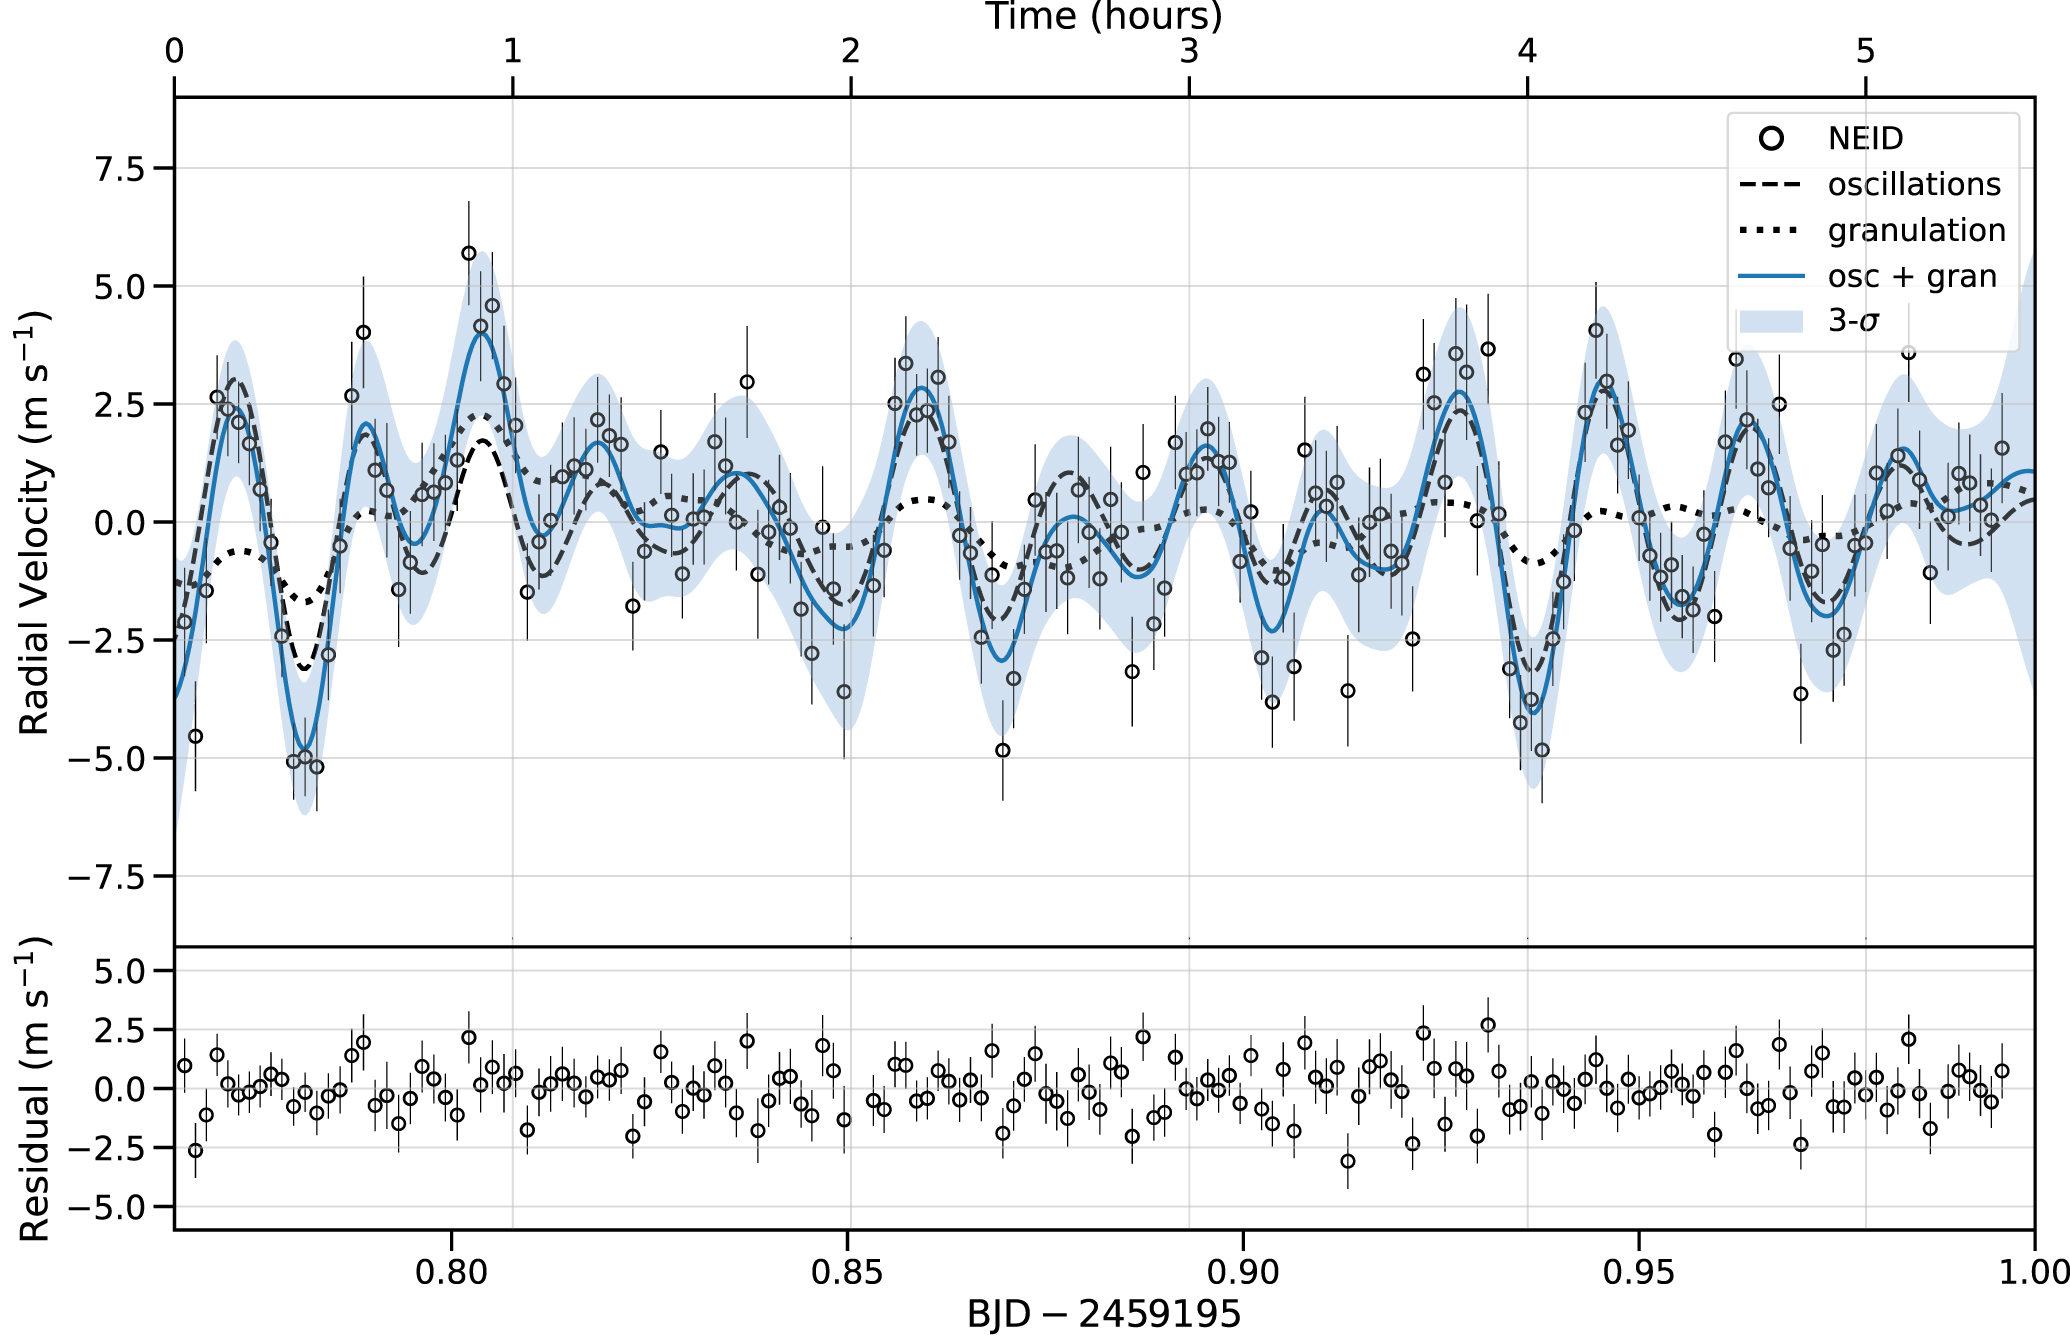 Time (hours)
0 1 2 3 4 5
NEID
oscillations
granulation
osc + gran
3-σ
7.5
5.0
2.5
0.0
−2.5
−5.0
−7.5
Radial Velocity (m s⁻¹)
5.0
2.5
0.0
−2.5
−5.0
Residual (m s⁻¹)
0.80 0.85 0.90 0.95 1.00
BJD − 2459195